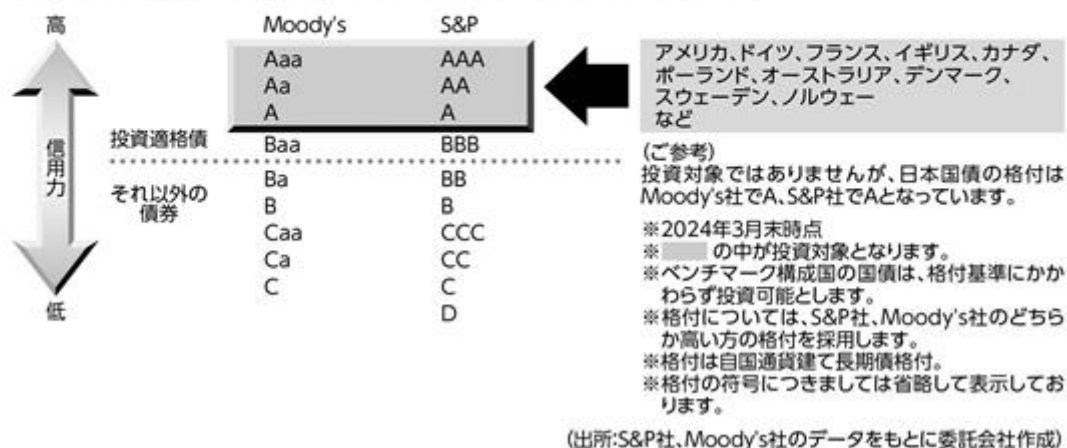 高
信用力
低
投資適格債
それ以外の
債券
Moody's S&P
Aaa AAA
Aa AA
A A
Baa BBB
Ba BB
B B
Caa CCC
Ca CC
C C
D
アメリカ、ドイツ、フランス、イギリス、カナダ、
ポーランド、オーストラリア、デンマーク、
スウェーデン、ノルウェー
など
(ご参考)
投資対象ではありませんが、日本国債の格付は
Moody's社でA、S&P社でAとなっています。
※2024年3月末時点
※ の中が投資対象となります。
※ベンチマーク構成国の国債は、格付基準にかか
わらず投資可能とします。
※格付については、S&P社、Moody's社のどちら
か高い方の格付を採用します。
※格付は自国通貨建て長期債格付。
※格付の符号につきましては省略して表示してお
ります。
(出所:S&P社、Moody's社のデータをもとに委託会社作成)